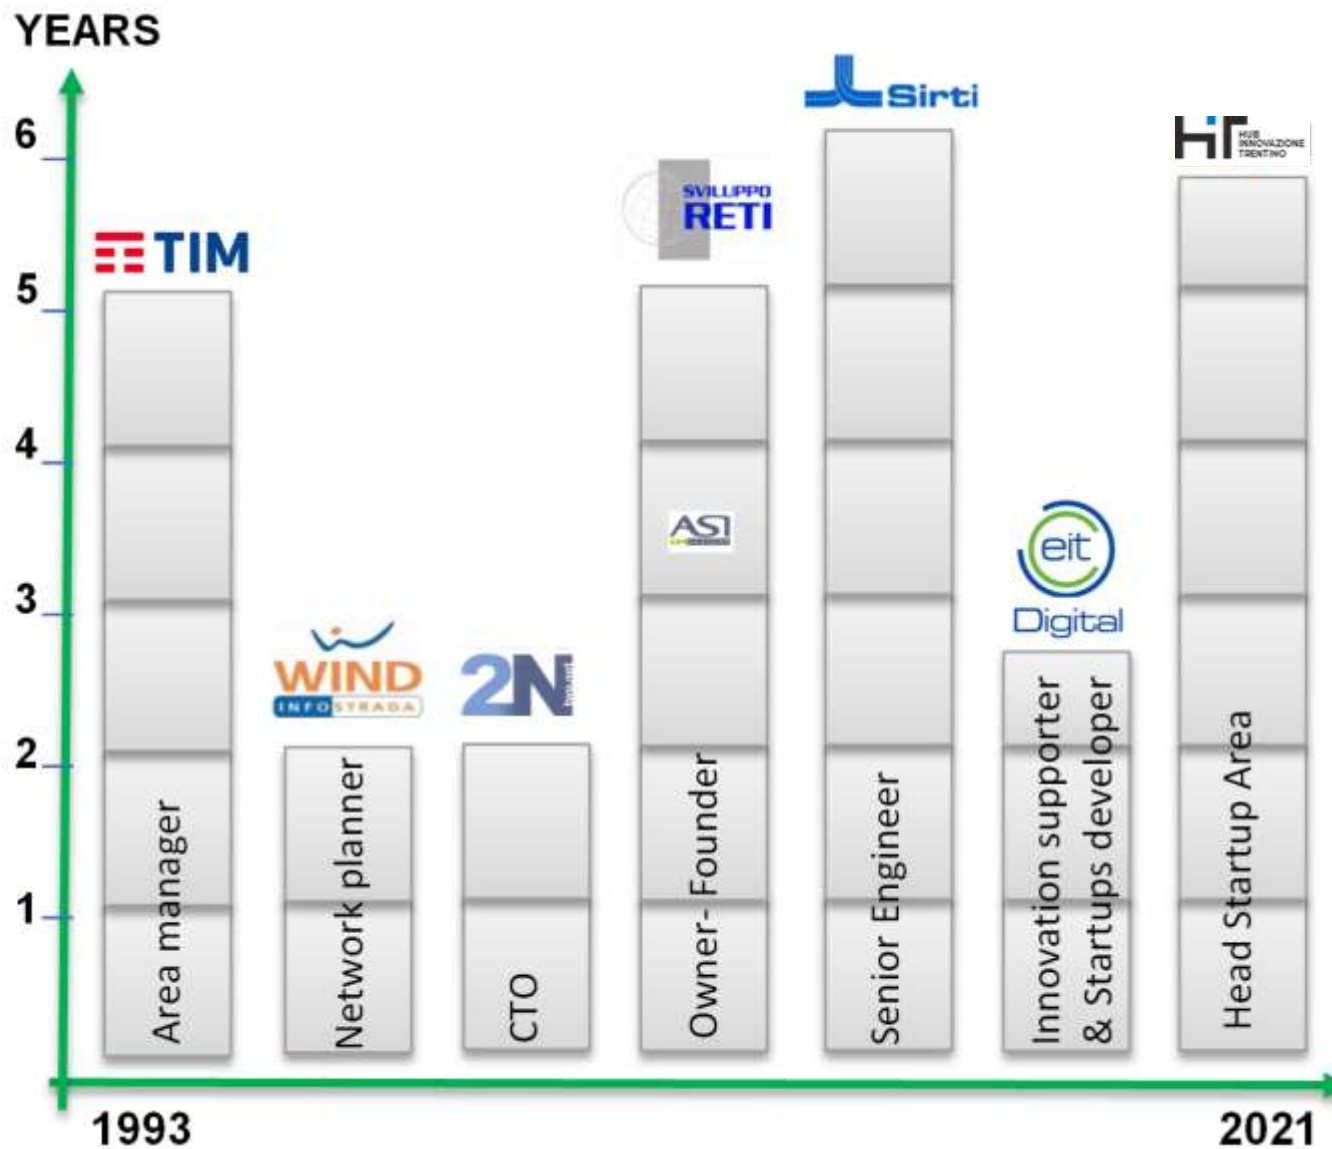 YEARS
6
5
4
3
2
1
TIM
WIND
INFOSTRADA
2N
SVILUPPO
RETI
ASI
Sirti
eit
Digital
HIT
HUB
INNOVAZIONE
TRENTINO
Area manager
Network planner
CTO
Owner- Founder
Senior Engineer
Innovation supporter
& Startups developer
Head Startup Area
1993
2021